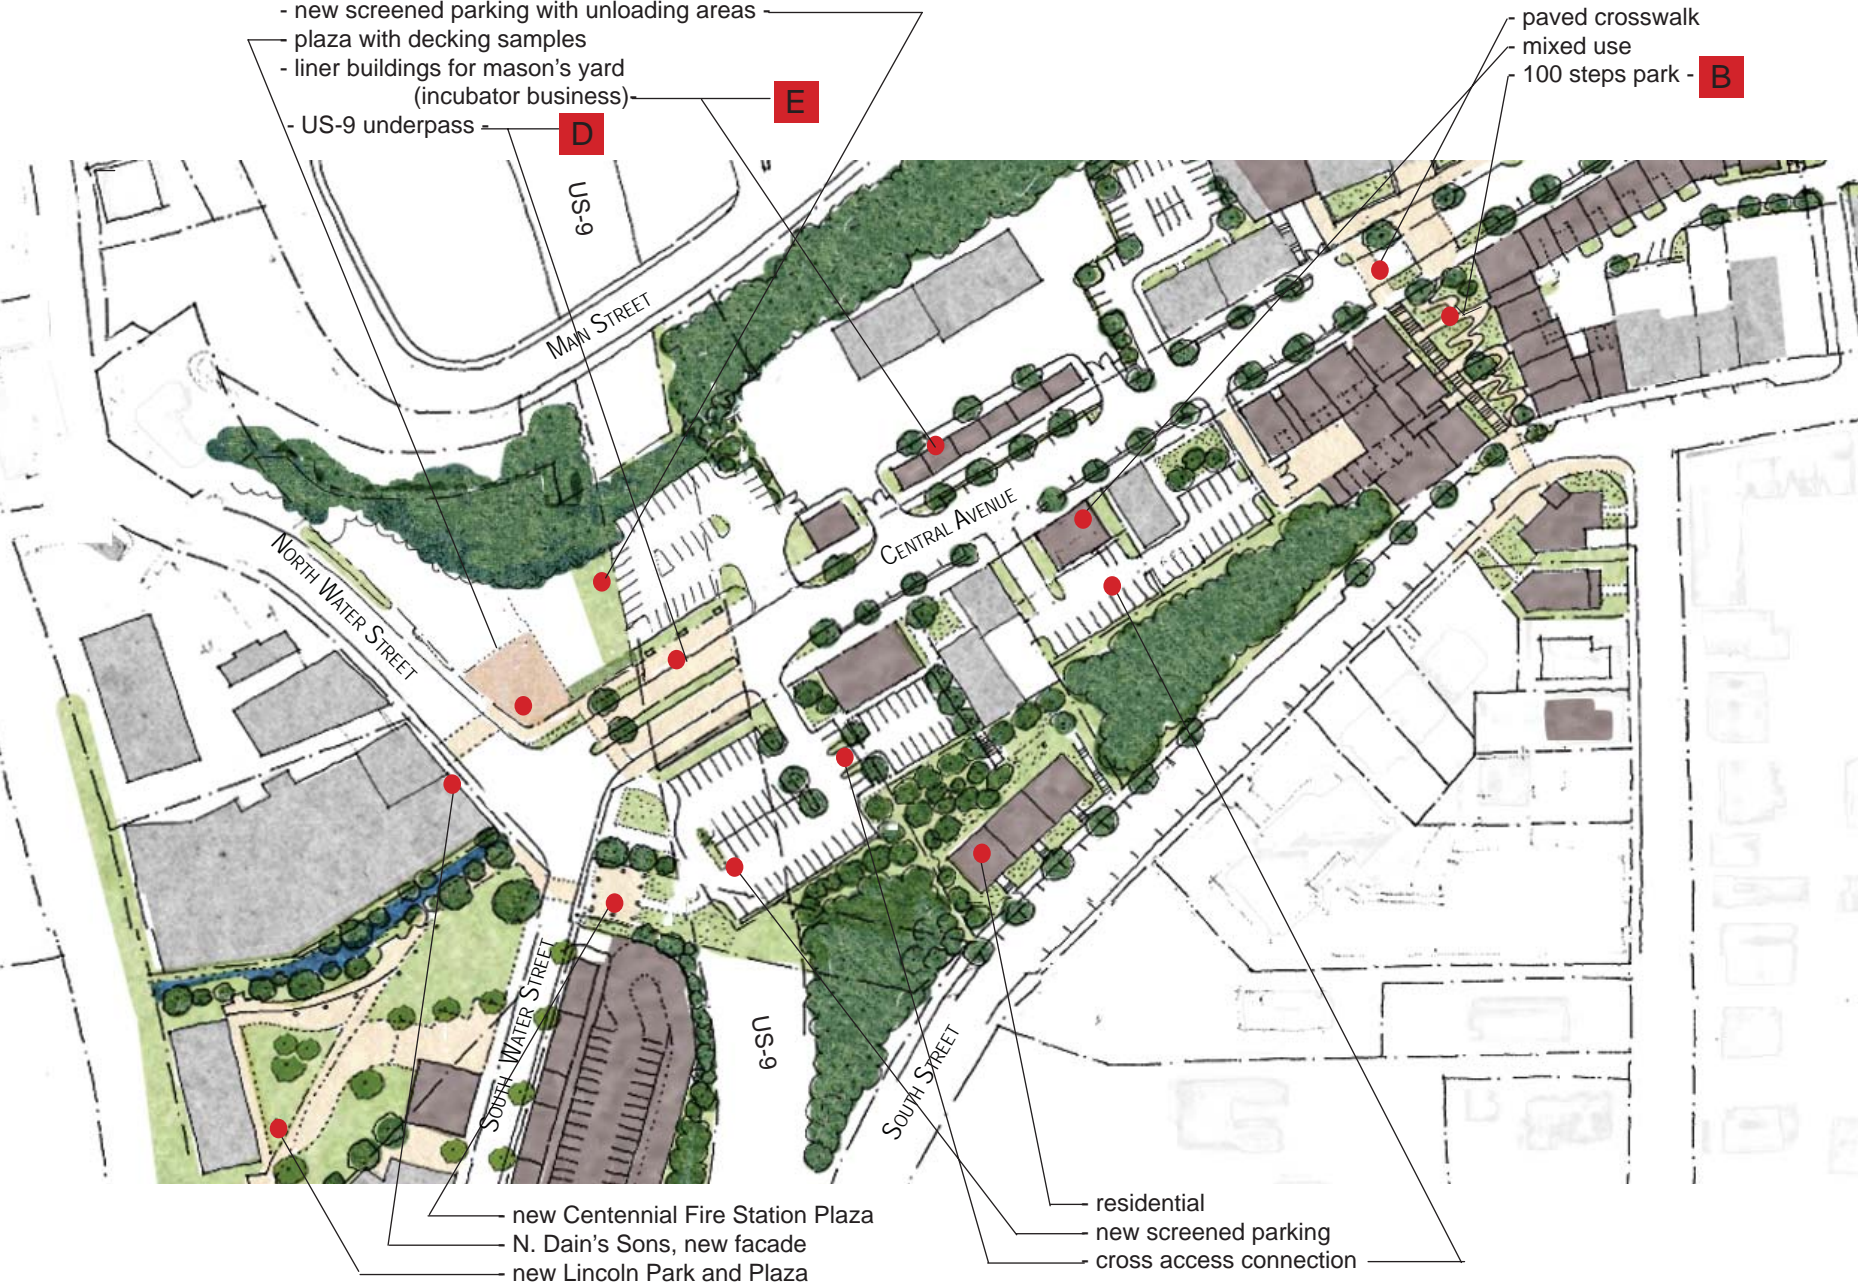 - new screened parking with unloading areas -
- plaza with decking samples
- liner buildings for mason's yard
(incubator business)-
E
- US-9 underpass -
D
- paved crosswalk
- mixed use
- 100 steps park -
B
US-9
MAIN STREET
CENTRAL AVENUE
NORTH WATER STREET
SOUTH WATER STREET
US-9
SOUTH STREET
- new Centennial Fire Station Plaza
- N. Dain's Sons, new facade
- new Lincoln Park and Plaza
- residential
- new screened parking
- cross access connection